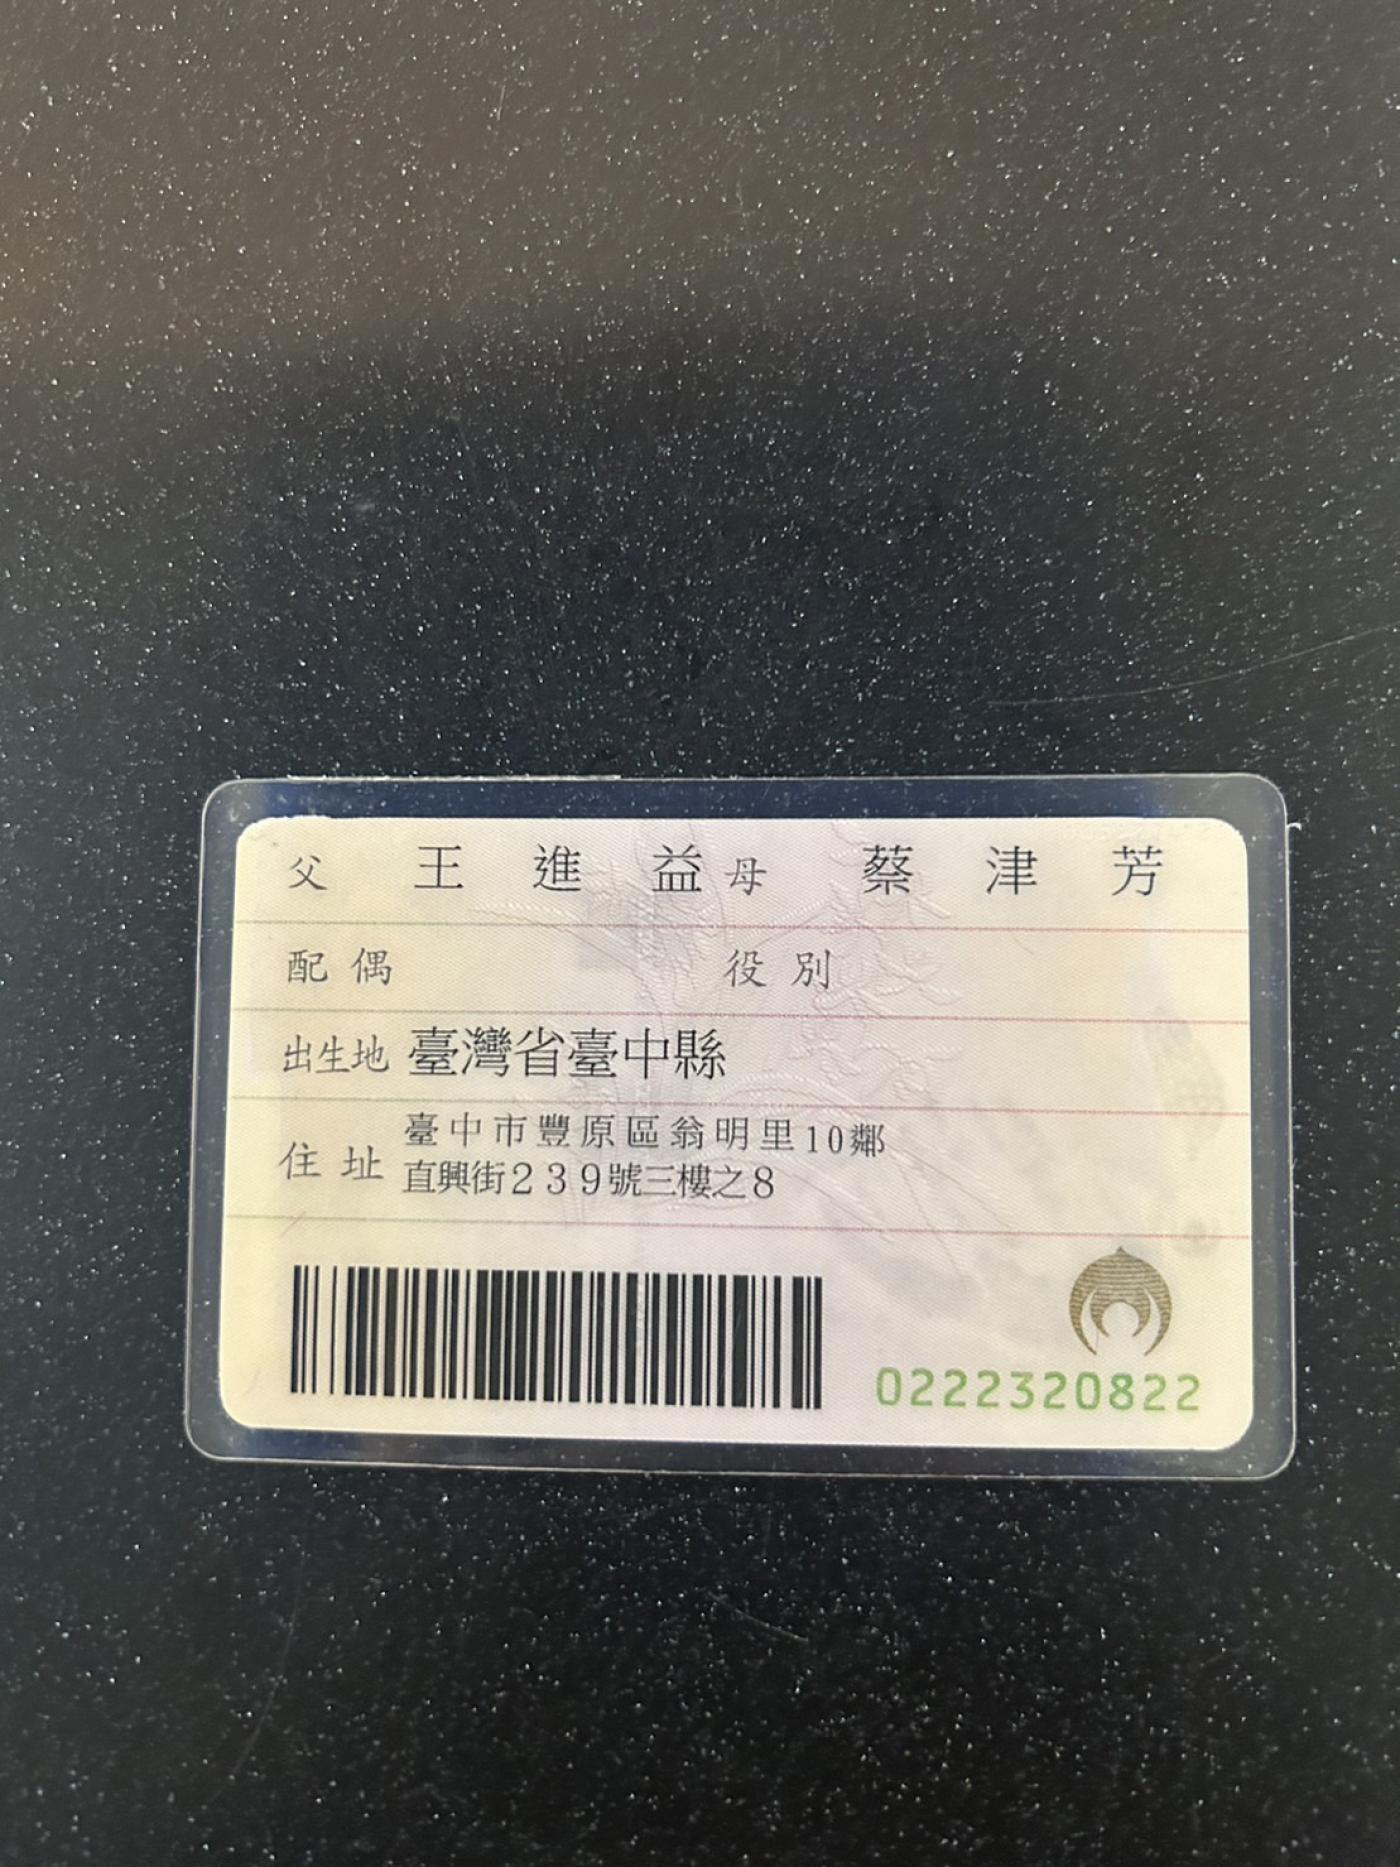 父 王進益 母 蔡津芳
配偶 役別
出生地 臺灣省臺中縣
住址 臺中市豐原區翁明里10鄰
直興街239號三樓之8
0222320822